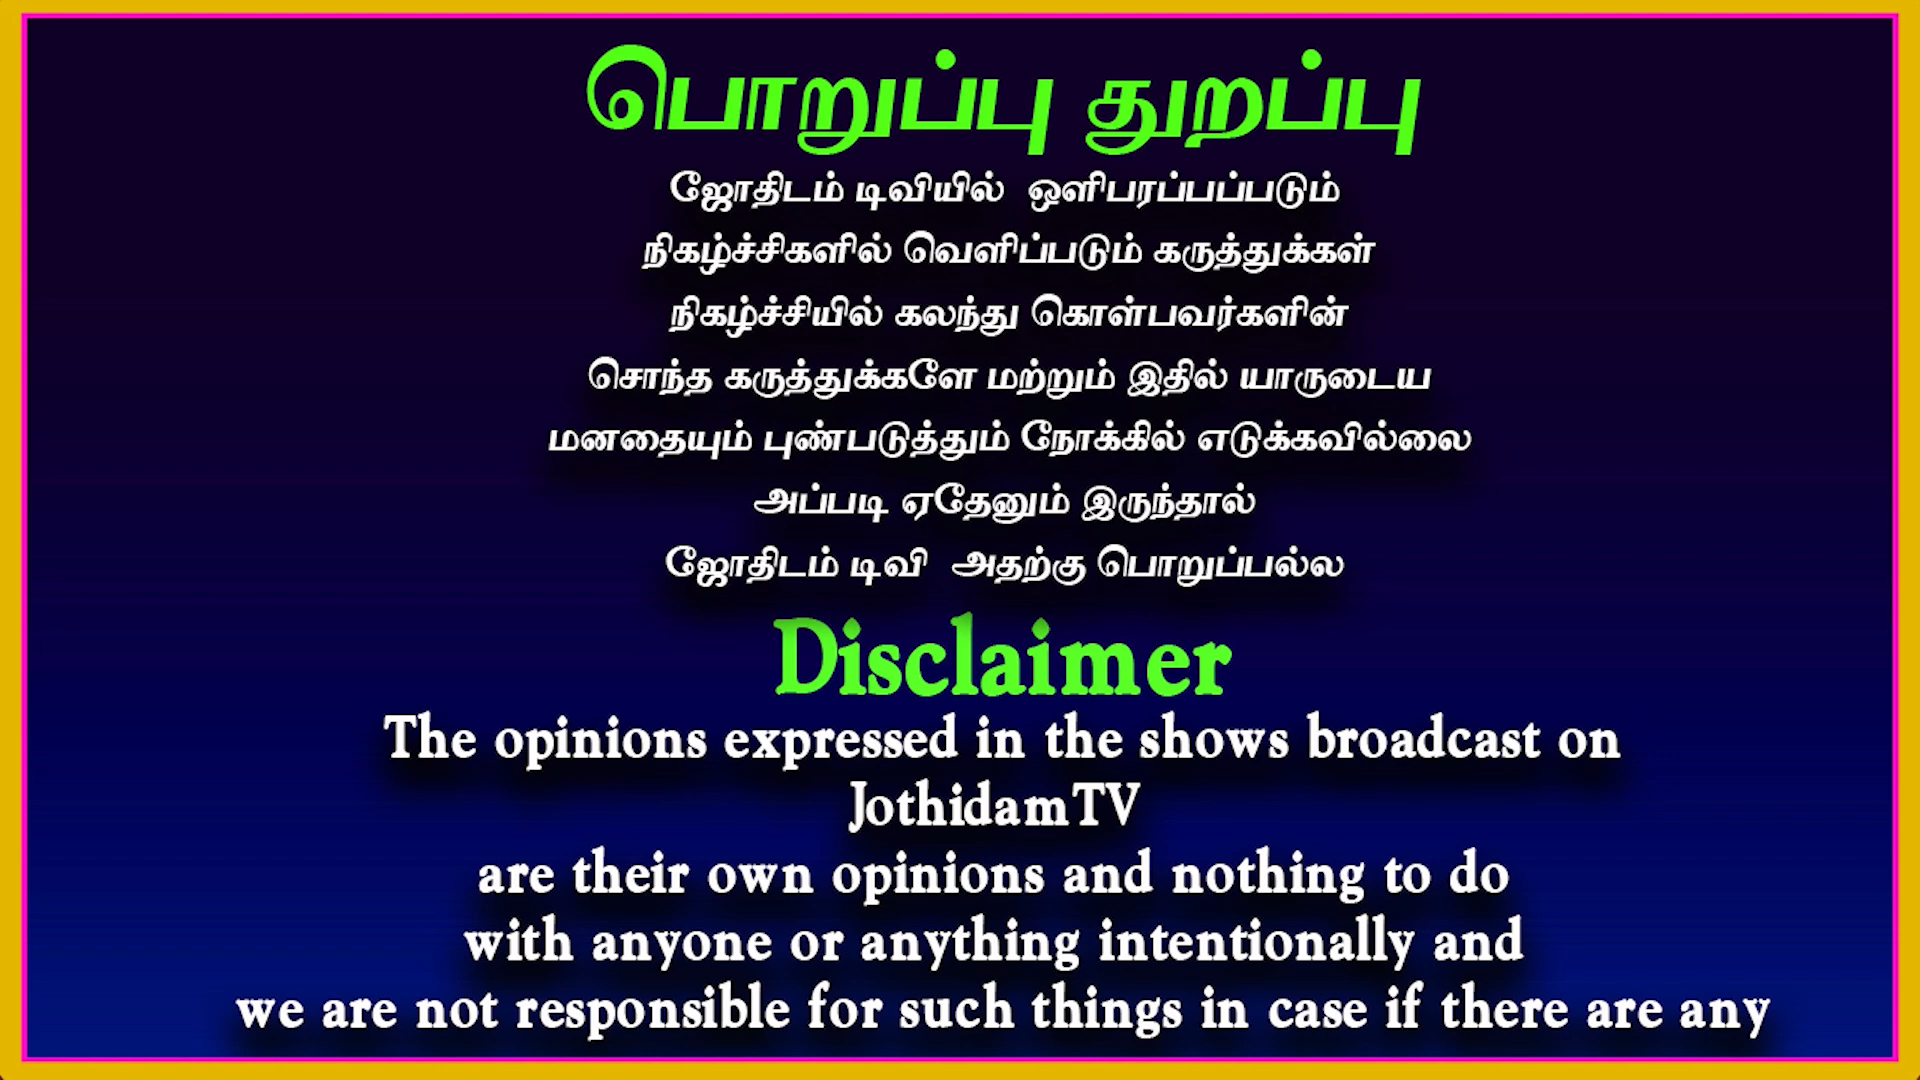 பொறுப்பு துறப்பு
ஜோதிடம் டிவியில் ஒளிபரப்பப்படும்
நிகழ்ச்சிகளில் வெளிப்படும் கருத்துக்கள்
நிகழ்ச்சியில் கலந்து கொள்பவர்களின்
சொந்த கருத்துக்களே மற்றும் இதில் யாருடைய
மனதையும் புண்படுத்தும் நோக்கில் எடுக்கவில்லை
அப்படி ஏதேனும் இருந்தால்
ஜோதிடம் டிவி அதற்கு பொறுப்பல்ல
Disclaimer
The opinions expressed in the shows broadcast on
JothidamTV
are their own opinions and nothing to do
with anyone or anything intentionally and
we are not responsible for such things in case if there are any